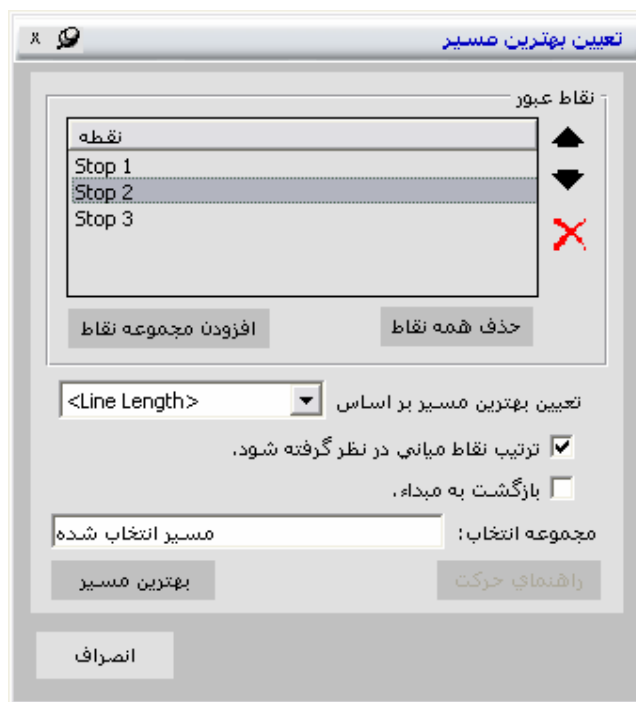 تعيين بهترين مسير
x
نقاط عبور
نقطه
Stop 1
Stop 2
Stop 3
حذف همه نقاط
افزودن مجموعه نقاط
تعيين بهترين مسير بر اساس
<Line Length>
ترتيب نقاط مياني در نظر گرفته شود.
بازگشت به مبداء.
مجموعه انتخاب:
مسير انتخاب شده
راهنماي حركت
بهترين مسير
انصراف